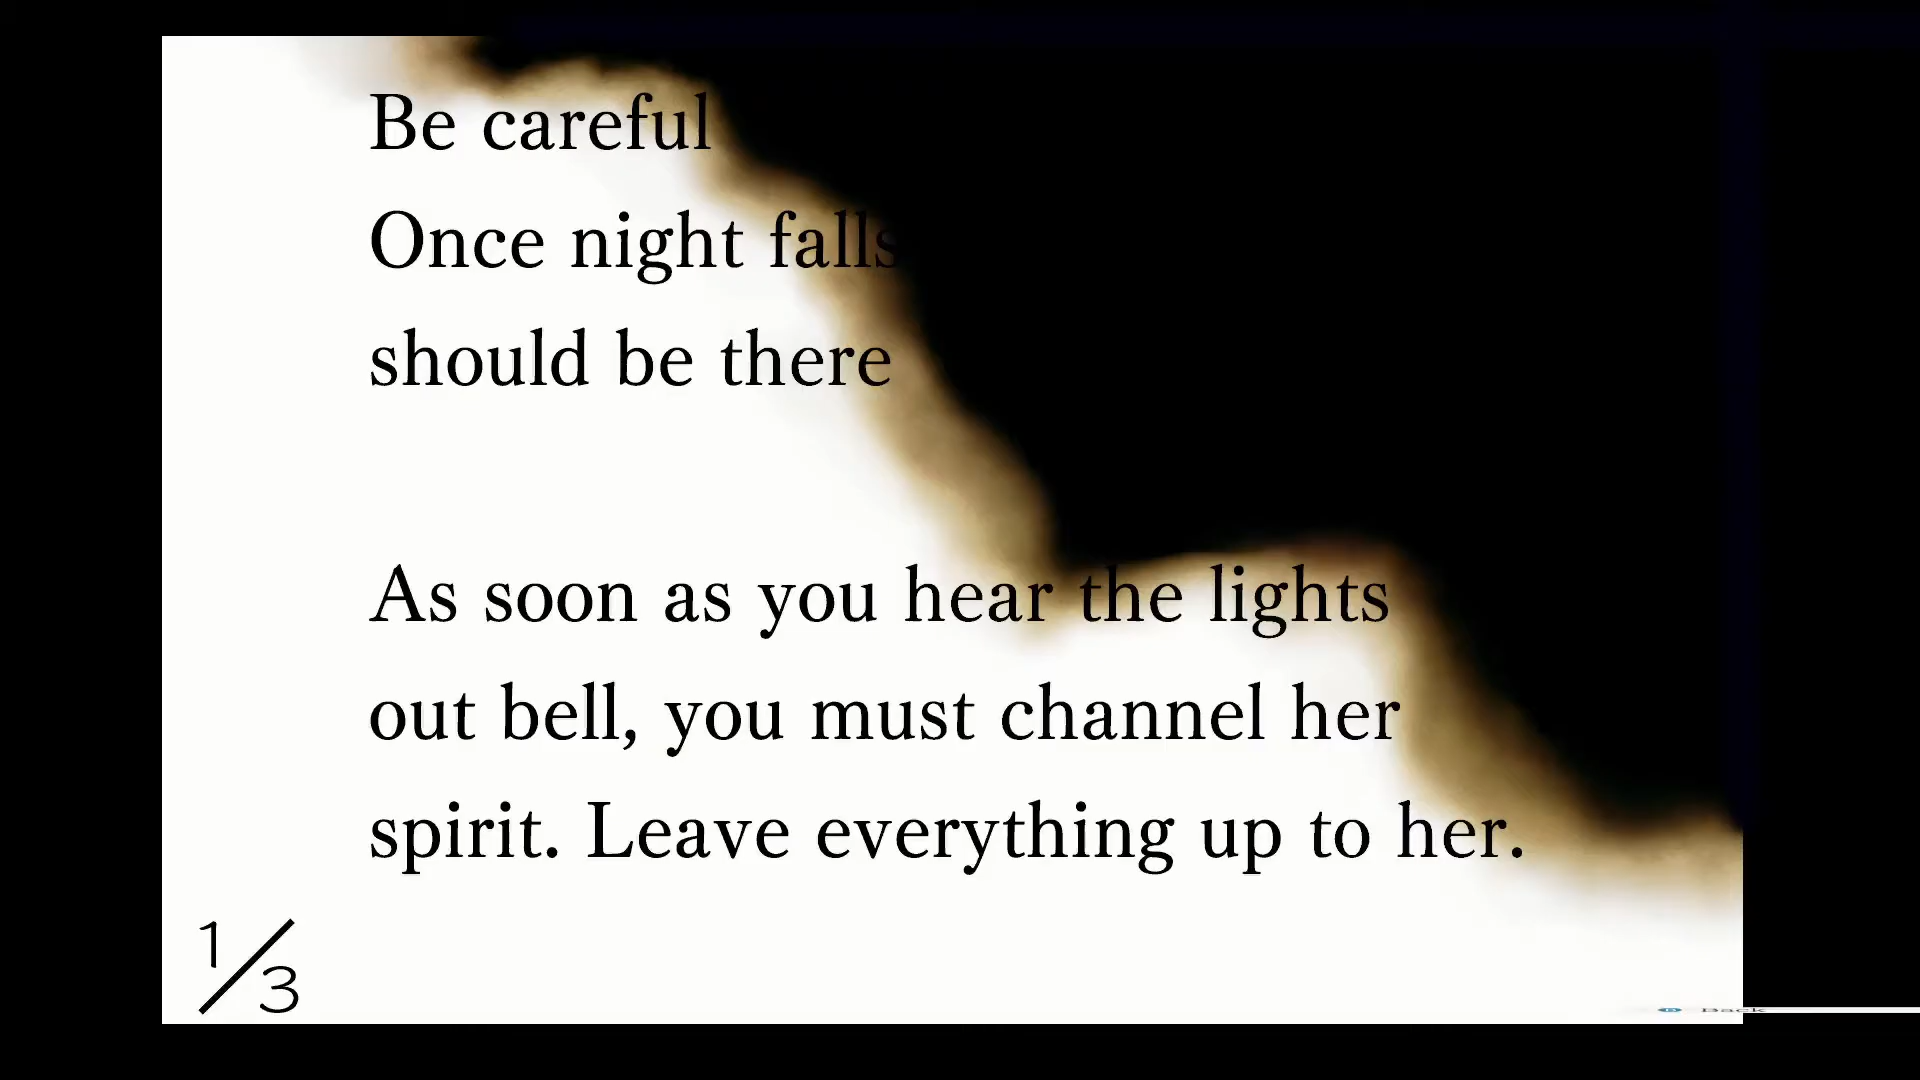 Be careful
Once night falls
should be there
As soon as you hear the lights
out bell, you must channel her
spirit. Leave everything up to her.
1/3
Back